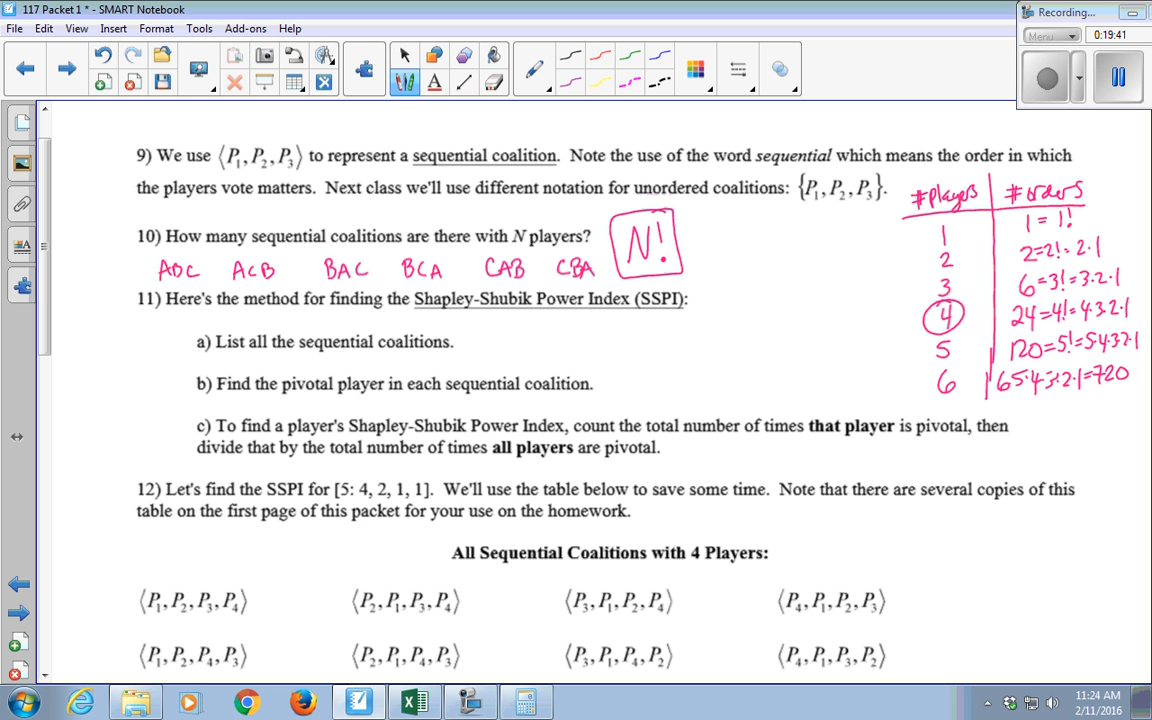 117 Packet 1 * - SMART Notebook
Recording...
File Edit View Insert Format Tools Add-ons Help
Menu
0:19:41
9) We use ⟨P₁, P₂, P₃⟩ to represent a sequential coalition. Note the use of the word sequential which means the order in which
the players vote matters. Next class we'll use different notation for unordered coalitions: {P₁, P₂, P₃}.
# Players # orders
1 1 = 1!
2 2=2!=2·1
3 6=3!=3·2·1
4 24=4!=4·3·2·1
5 120=5!=5·4·3·2·1
6 6·5·4·3·2·1=720
10) How many sequential coalitions are there with N players? N!
ABC ACB BAC BCA CAB CBA
11) Here's the method for finding the Shapley-Shubik Power Index (SSPI):
a) List all the sequential coalitions.
b) Find the pivotal player in each sequential coalition.
c) To find a player's Shapley-Shubik Power Index, count the total number of times that player is pivotal, then
divide that by the total number of times all players are pivotal.
12) Let's find the SSPI for [5: 4, 2, 1, 1]. We'll use the table below to save some time. Note that there are several copies of this
table on the first page of this packet for your use on the homework.
All Sequential Coalitions with 4 Players:
⟨P₁, P₂, P₃, P₄⟩ ⟨P₂, P₁, P₃, P₄⟩ ⟨P₃, P₁, P₂, P₄⟩ ⟨P₄, P₁, P₂, P₃⟩
⟨P₁, P₂, P₄, P₃⟩ ⟨P₂, P₁, P₄, P₃⟩ ⟨P₃, P₁, P₄, P₂⟩ ⟨P₄, P₁, P₃, P₂⟩
11:24 AM
2/11/2016